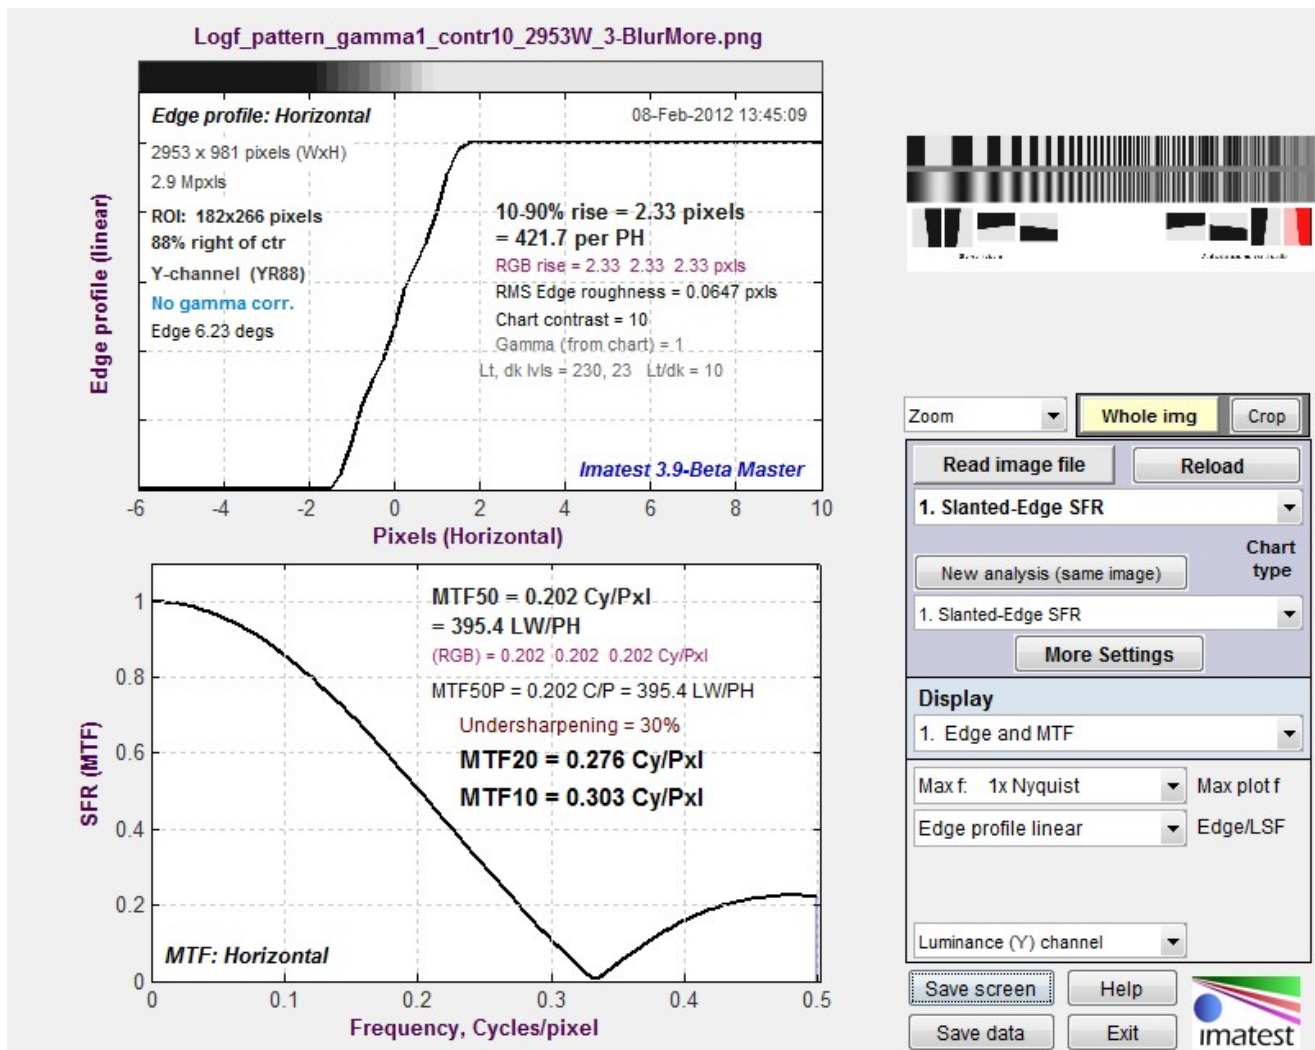 Logf_pattern_gamma1_contr10_2953W_3-BlurMore.png
Edge profile: Horizontal
08-Feb-2012 13:45:09
2953 x 981 pixels (WxH)
2.9 Mpxls
ROI: 182x266 pixels
88% right of ctr
Y-channel (YR88)
No gamma corr.
Edge 6.23 degs
10-90% rise = 2.33 pixels
= 421.7 per PH
RGB rise = 2.33 2.33 2.33 pxls
RMS Edge roughness = 0.0647 pxls
Chart contrast = 10
Gamma (from chart) = 1
Lt, dk lvls = 230, 23 Lt/dk = 10
Imatest 3.9-Beta Master
Edge profile (linear)
-6 -4 -2 0 2 4 6 8 10
Pixels (Horizontal)
MTF50 = 0.202 Cy/Pxl
= 395.4 LW/PH
(RGB) = 0.202 0.202 0.202 Cy/Pxl
MTF50P = 0.202 C/P = 395.4 LW/PH
Undersharpening = 30%
MTF20 = 0.276 Cy/Pxl
MTF10 = 0.303 Cy/Pxl
MTF: Horizontal
SFR (MTF)
1
0.8
0.6
0.4
0.2
0
0 0.1 0.2 0.3 0.4 0.5
Frequency, Cycles/pixel
Zoom
Whole img
Crop
Read image file
Reload
1. Slanted-Edge SFR
Chart
type
New analysis (same image)
1. Slanted-Edge SFR
More Settings
Display
1. Edge and MTF
Max f: 1x Nyquist
Max plot f
Edge profile linear
Edge/LSF
Luminance (Y) channel
Save screen
Help
Save data
Exit
imatest